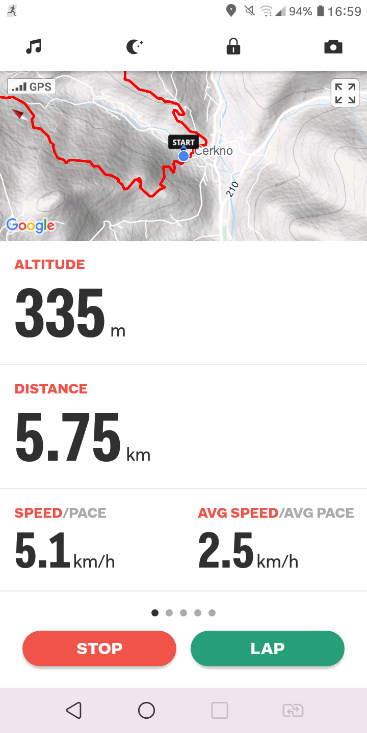 94% 16:59
GPS
START
Cerkno
210
Google
ALTITUDE
335 m
DISTANCE
5.75 km
SPEED/PACE AVG SPEED/AVG PACE
5.1 km/h 2.5 km/h
STOP LAP